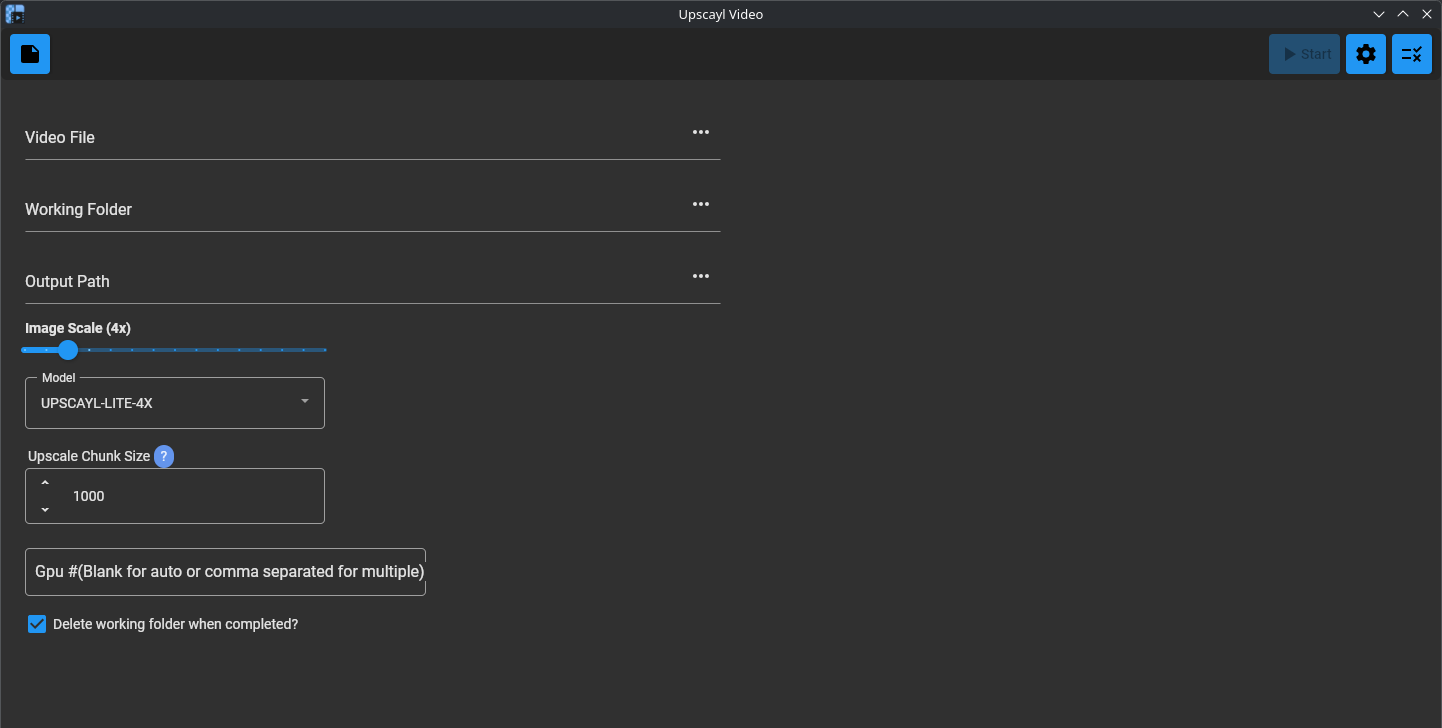 Upscayl Video
Start
Video File
Working Folder
Output Path
Image Scale (4x)
Model
UPSCAYL-LITE-4X
Upscale Chunk Size ?
1000
Gpu #(Blank for auto or comma separated for multiple)
Delete working folder when completed?